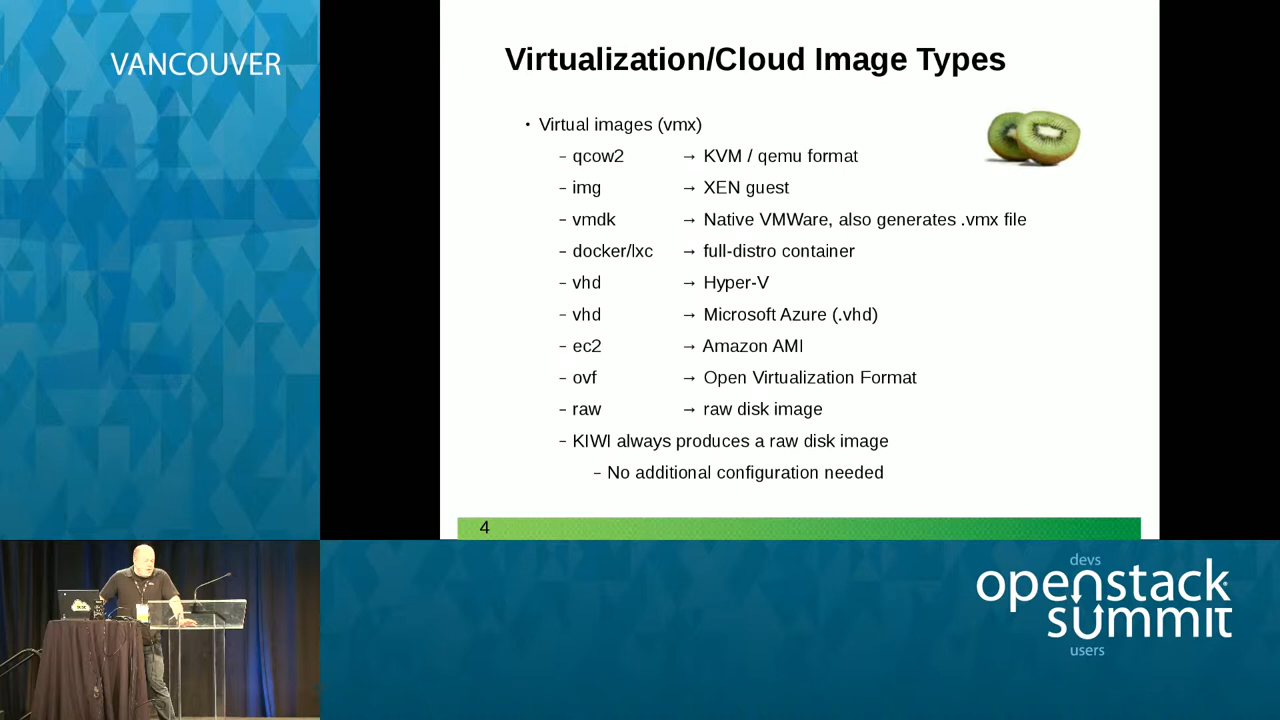 VANCOUVER
Virtualization/Cloud Image Types
• Virtual images (vmx)
– qcow2 → KVM / qemu format
– img → XEN guest
– vmdk → Native VMWare, also generates .vmx file
– docker/lxc → full-distro container
– vhd → Hyper-V
– vhd → Microsoft Azure (.vhd)
– ec2 → Amazon AMI
– ovf → Open Virtualization Format
– raw → raw disk image
– KIWI always produces a raw disk image
– No additional configuration needed
4
devs
openstack
summit
users